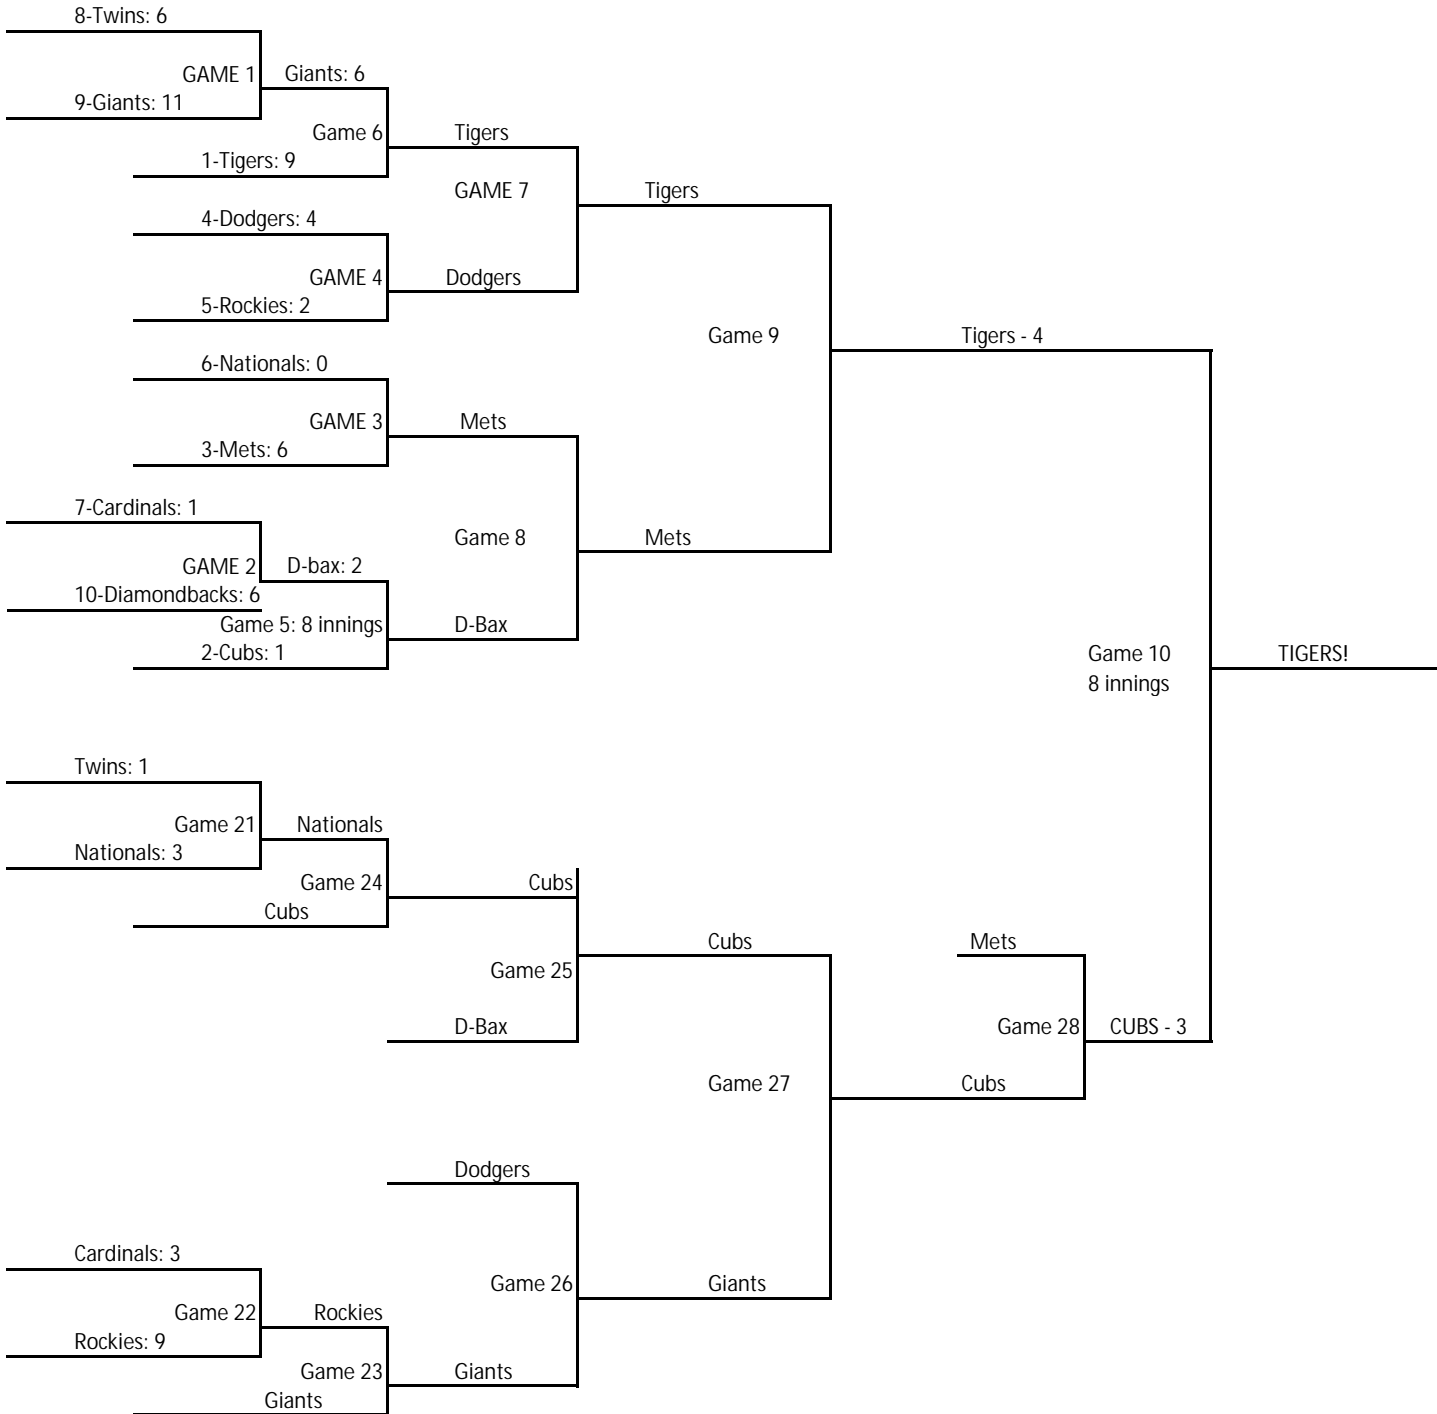 8-Twins: 6
GAME 1
Giants: 6
9-Giants: 11
Game 6
Tigers
1-Tigers: 9
GAME 7
Tigers
4-Dodgers: 4
GAME 4
Dodgers
5-Rockies: 2
Game 9
Tigers - 4
6-Nationals: 0
GAME 3
Mets
3-Mets: 6
7-Cardinals: 1
Game 8
Mets
GAME 2
D-bax: 2
10-Diamondbacks: 6
Game 5: 8 innings
D-Bax
2-Cubs: 1
Game 10
8 innings
TIGERS!
Twins: 1
Game 21
Nationals
Nationals: 3
Game 24
Cubs
Cubs
Cubs
Mets
Game 25
D-Bax
Game 28
CUBS - 3
Game 27
Cubs
Dodgers
Cardinals: 3
Game 26
Giants
Game 22
Rockies
Rockies: 9
Game 23
Giants
Giants